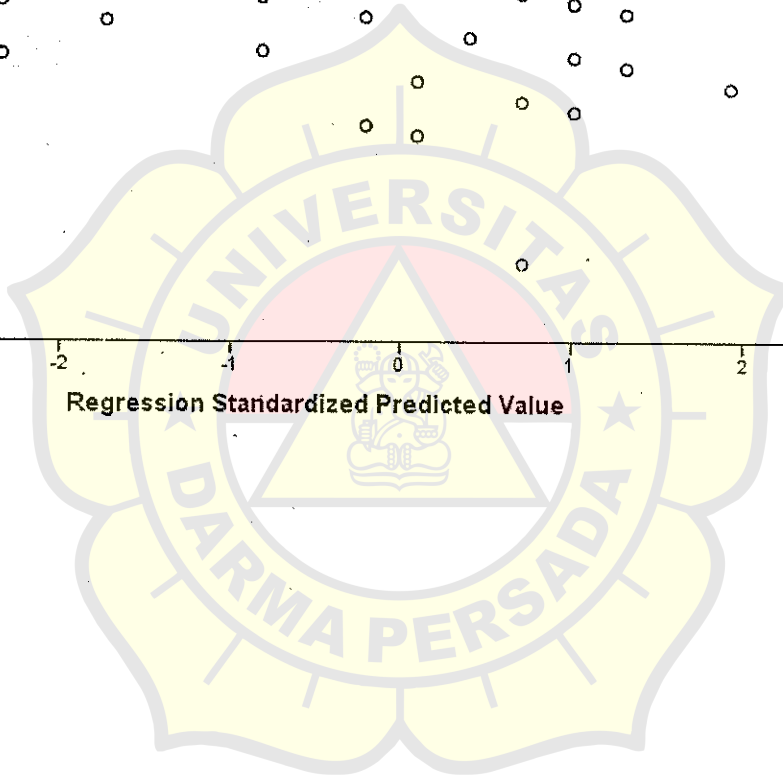 -2 -1 0 1 2
Regression Standardized Predicted Value
UNIVERSITAS
DARMA PERSADA